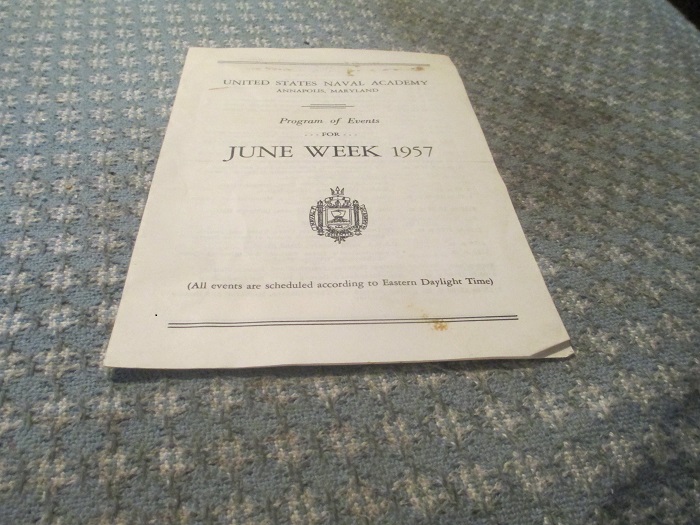 UNITED STATES NAVAL ACADEMY
ANNAPOLIS, MARYLAND
Program of Events
... FOR ...
JUNE WEEK 1957
(All events are scheduled according to Eastern Daylight Time)